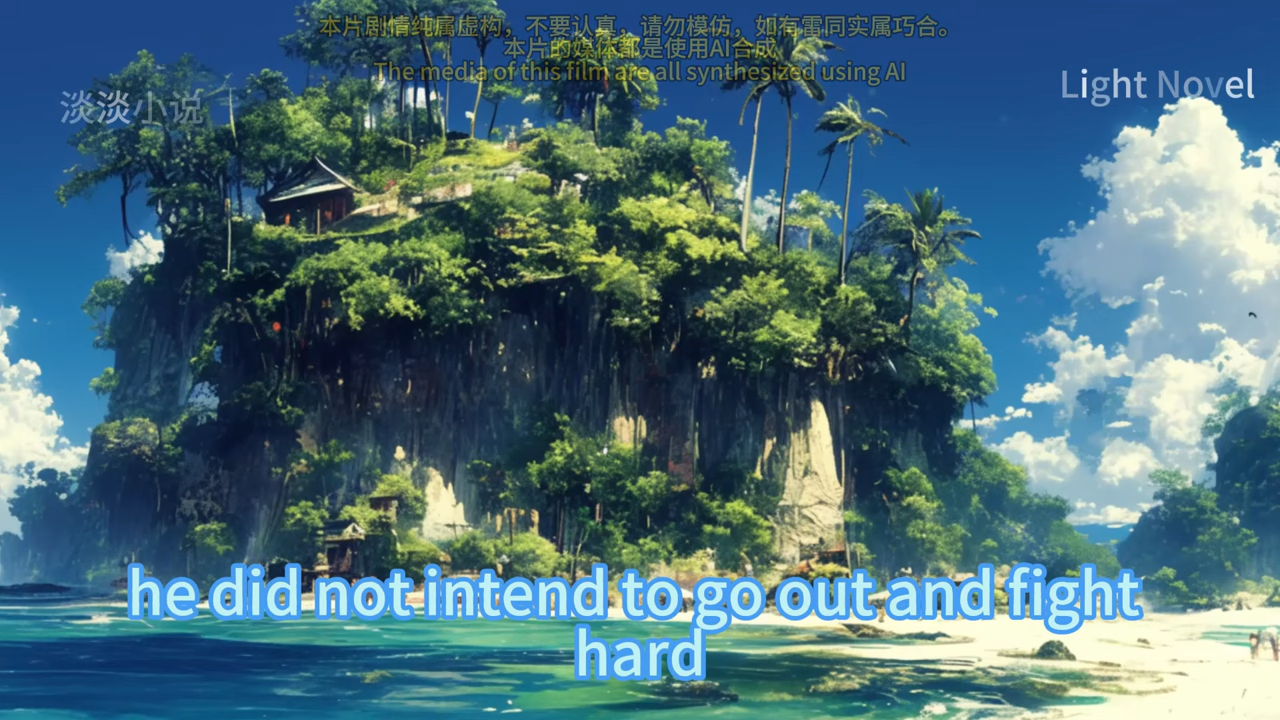 本片剧情纯属虚构，不要认真，请勿模仿，如有雷同实属巧合。
本片的媒体都是使用AI合成
The media of this film are all synthesized using AI
淡淡小说
Light Novel
he did not intend to go out and fight
hard